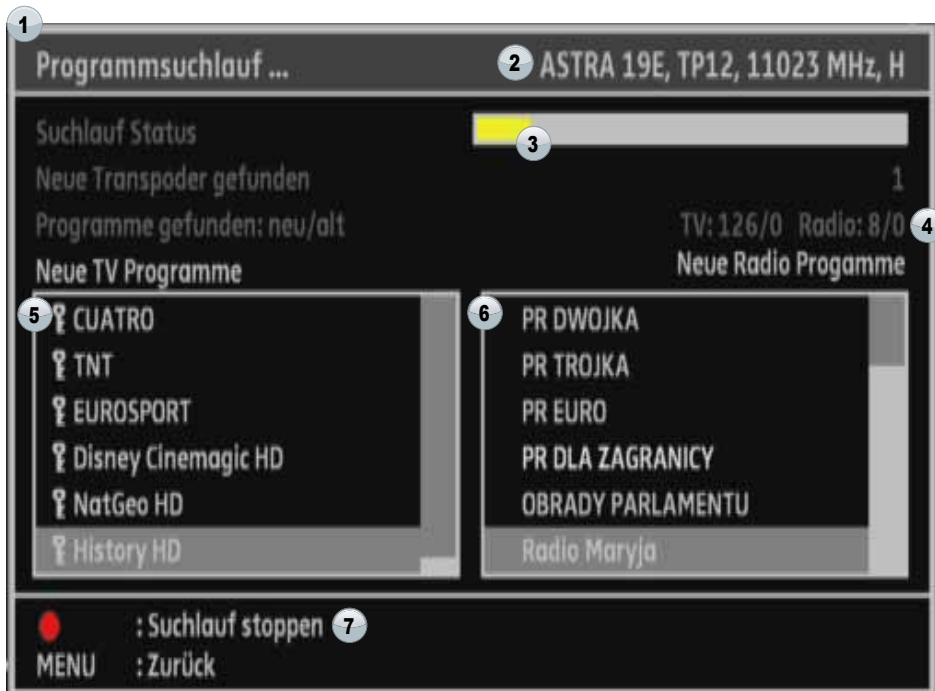 1
Programmsuchlauf ... 2 ASTRA 19E, TP12, 11023 MHz, H
Suchlauf Status 3
Neue Transpoder gefunden 1
Programme gefunden: neu/alt TV: 126/0 Radio: 8/0 4
Neue TV Programme Neue Radio Progamme
5 CUATRO
TNT
EUROSPORT
Disney Cinemagic HD
NatGeo HD
History HD
6 PR DWOJKA
PR TROJKA
PR EURO
PR DLA ZAGRANICY
OBRADY PARLAMENTU
Radio Maryja
: Suchlauf stoppen 7
MENU : Zurück